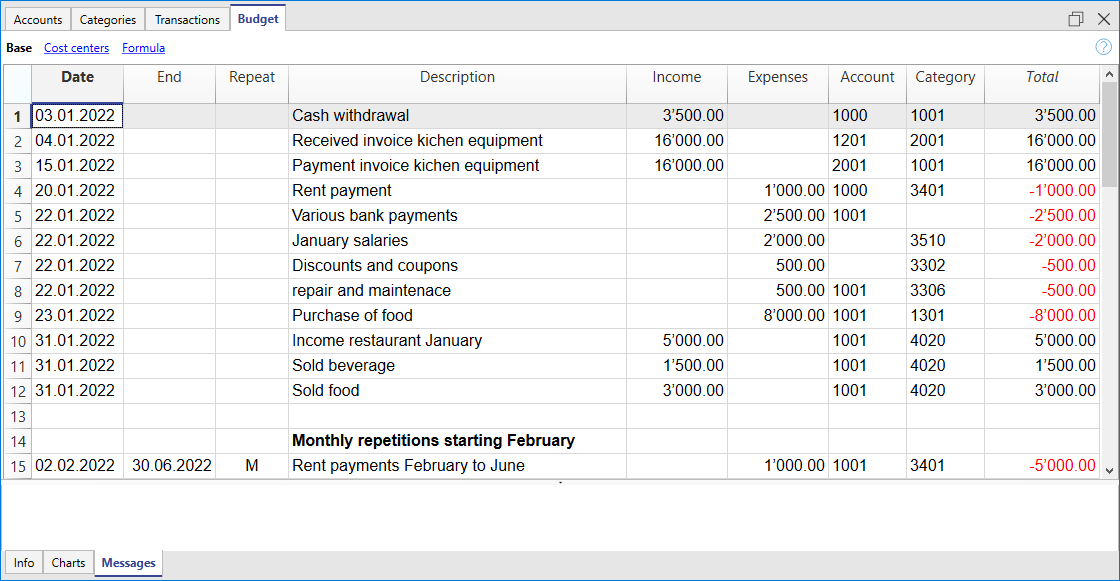 Accounts Categories Transactions Budget
Base Cost centers Formula ?
Date End Repeat Description Income Expenses Account Category Total
1 03.01.2022 Cash withdrawal 3’500.00 1000 1001 3’500.00
2 04.01.2022 Received invoice kichen equipment 16’000.00 1201 2001 16’000.00
3 15.01.2022 Payment invoice kichen equipment 16’000.00 2001 1001 16’000.00
4 20.01.2022 Rent payment 1’000.00 1000 3401 -1’000.00
5 22.01.2022 Various bank payments 2’500.00 1001 -2’500.00
6 22.01.2022 January salaries 2’000.00 3510 -2’000.00
7 22.01.2022 Discounts and coupons 500.00 3302 -500.00
8 22.01.2022 repair and maintenace 500.00 1001 3306 -500.00
9 23.01.2022 Purchase of food 8’000.00 1001 1301 -8’000.00
10 31.01.2022 Income restaurant January 5’000.00 1001 4020 5’000.00
11 31.01.2022 Sold beverage 1’500.00 1001 4020 1’500.00
12 31.01.2022 Sold food 3’000.00 1001 4020 3’000.00
13
14 Monthly repetitions starting February
15 02.02.2022 30.06.2022 M Rent payments February to June 1’000.00 1001 3401 -5’000.00
Info Charts Messages